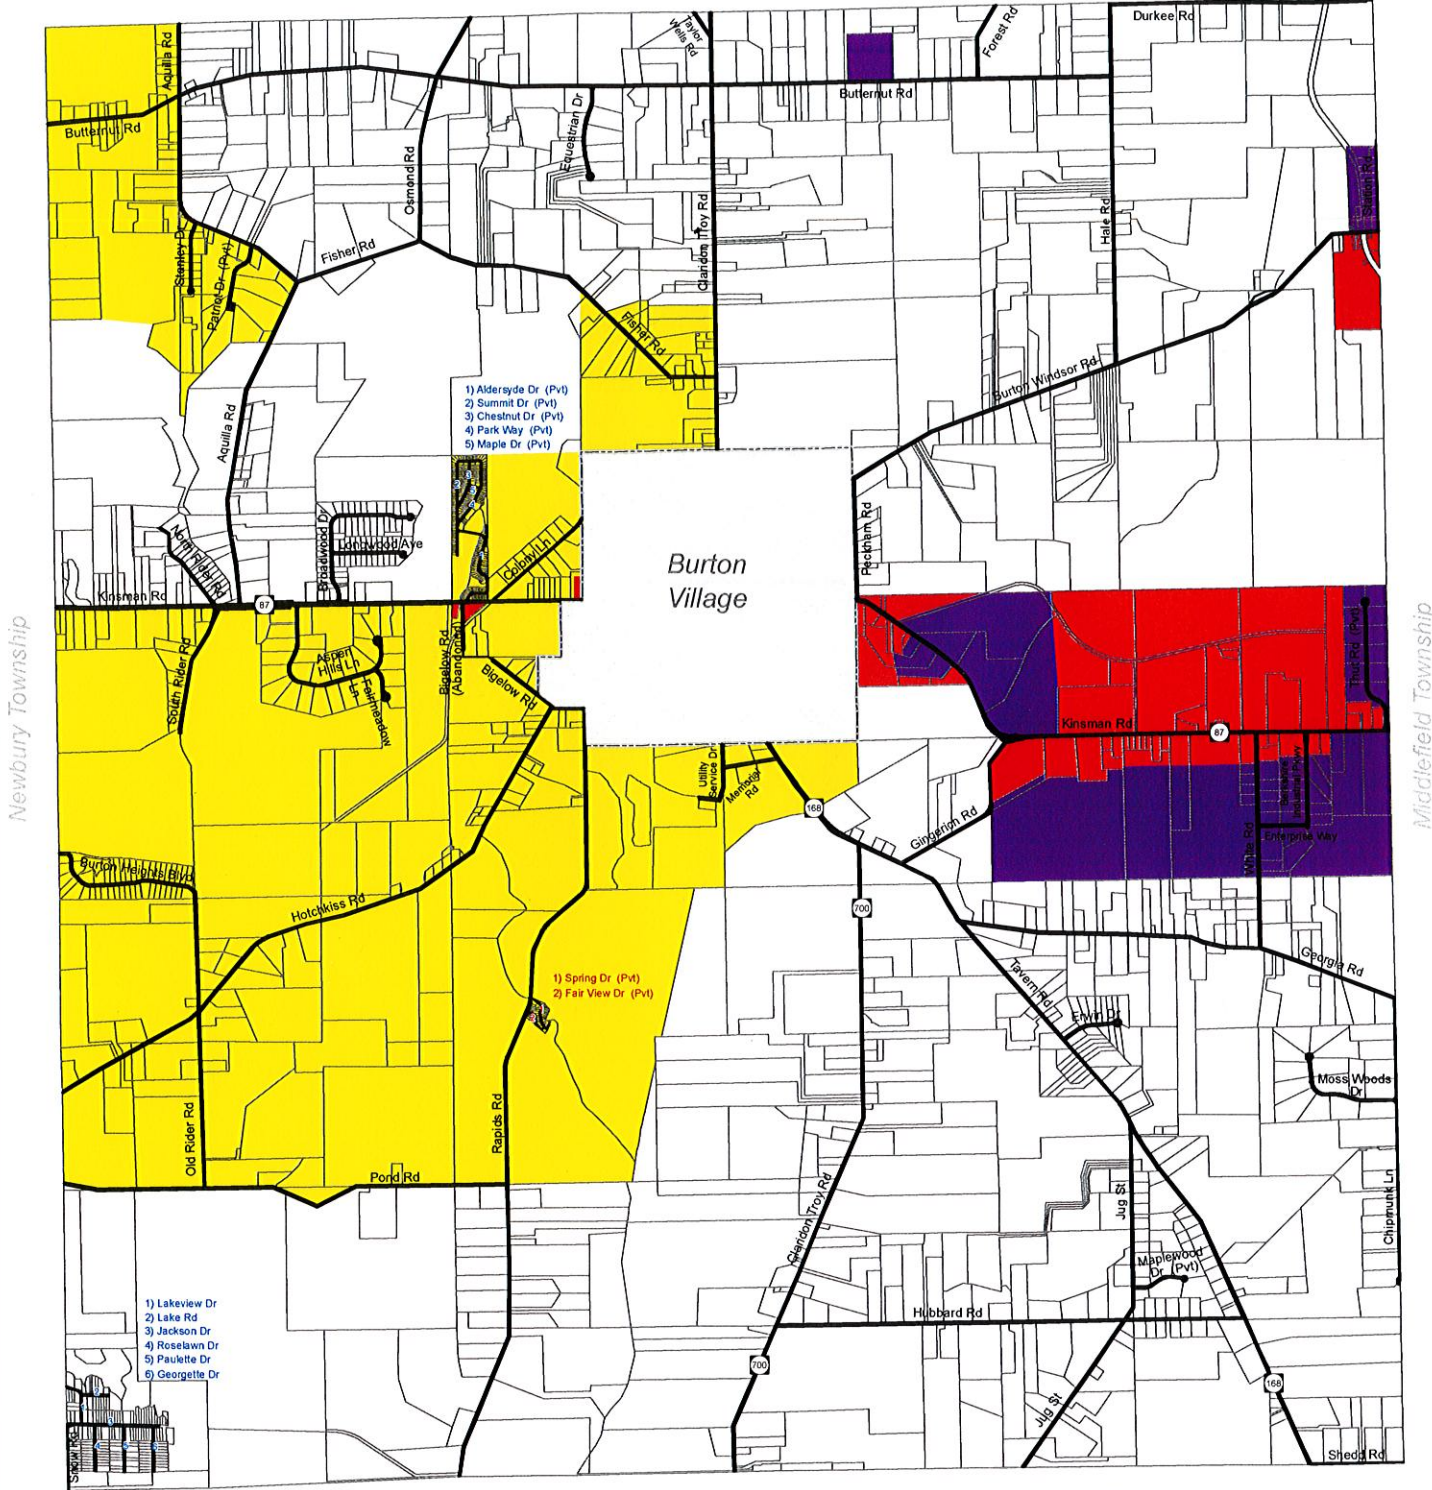 Durkee Rd
Forest Rd
Taylor
Wells Rd
Aquilla Rd
Butternut Rd
Butternut Rd
Equestrian Dr
Osmond Rd
Station Rd
Claridon Troy Rd
Hale Rd
Stanley Dr
Patriot Dr (Pvt)
Fisher Rd
Fisher Rd
Burton Windsor Rd
1) Aldersyde Dr (Pvt)
2) Summit Dr (Pvt)
3) Chestnut Dr (Pvt)
4) Park Way (Pvt)
5) Maple Dr (Pvt)
Aquilla Rd
Peckham Rd
North Rider Rd
Broadwood Dr
Longwood Ave
Colony Ln
Burton
Village
Kinsman Rd
87
Newbury Township
Middlefield Township
Thut Rd (Pvt)
South Rider Rd
Aspen
Hills Ln
Fairmeadow
Ln
Bigelow Rd
(Abandoned)
Bigelow Rd
Kinsman Rd
87
Utility
Service Dr
Memorial
Rd
168
Gingerich Rd
White Rd
Industrial Pkwy
Enterprise Way
Burton Heights Blvd
Hotchkiss Rd
700
Georgia Rd
Tavern Rd
1) Spring Dr (Pvt)
2) Fair View Dr (Pvt)
Erwin Dr
Moss Woods
Dr
Old Rider Rd
Rapids Rd
Pond Rd
Claridon Troy Rd
Jug St
Chipmunk Ln
Maplewood
Dr (Pvt)
Hubbard Rd
1) Lakeview Dr
2) Lake Rd
3) Jackson Dr
4) Roselawn Dr
5) Paulette Dr
6) Georgette Dr
700
168
Jug St
Snow Rd
Shedd Rd